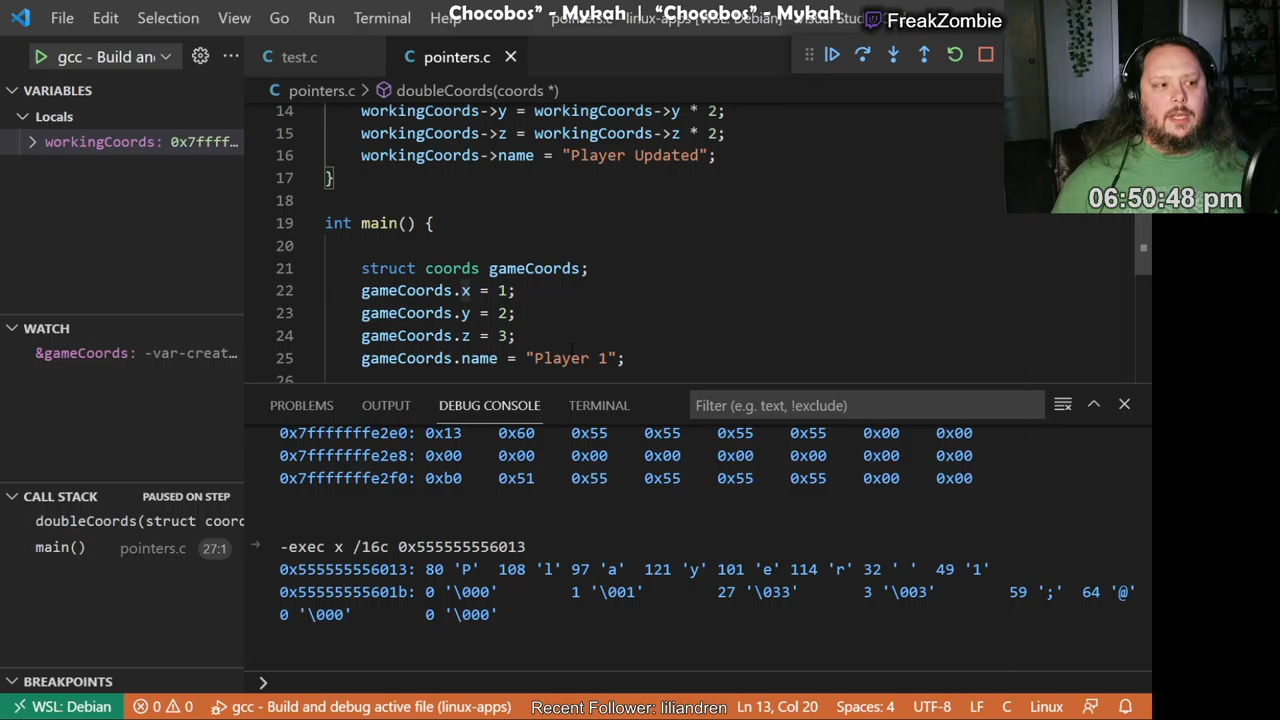 Chocobos” - Mykah | “Chocobos” - Mykah
FreakZombie
File Edit Selection View Go Run Terminal
gcc - Build an
test.c
pointers.c
VARIABLES
pointers.c > doubleCoords(coords *)
Locals
workingCoords: 0x7ffff…
14 workingCoords->y = workingCoords->y * 2;
15 workingCoords->z = workingCoords->z * 2;
16 workingCoords->name = "Player Updated";
17 }
18
19 int main() {
20
21 struct coords gameCoords;
22 gameCoords.x = 1;
23 gameCoords.y = 2;
24 gameCoords.z = 3;
25 gameCoords.name = "Player 1";
26
06:50:48 pm
WATCH
&gameCoords: -var-creat…
PROBLEMS OUTPUT DEBUG CONSOLE TERMINAL
Filter (e.g. text, !exclude)
0x7fffffffe2e0: 0x13 0x60 0x55 0x55 0x55 0x55 0x00 0x00
0x7fffffffe2e8: 0x00 0x00 0x00 0x00 0x00 0x00 0x00 0x00
0x7fffffffe2f0: 0xb0 0x51 0x55 0x55 0x55 0x55 0x00 0x00
CALL STACK PAUSED ON STEP
doubleCoords(struct coor
main() pointers.c 27:1
-exec x /16c 0x555555556013
0x555555556013: 80 'P' 108 'l' 97 'a' 121 'y' 101 'e' 114 'r' 32 ' ' 49 '1'
0x55555555601b: 0 '\000' 1 '\001' 27 '\033' 3 '\003' 59 ';' 64 '@'
0 '\000' 0 '\000'
BREAKPOINTS
>
WSL: Debian 0 0 gcc - Build and debug active file (linux-apps) Recent Follower: liliandren Ln 13, Col 20 Spaces: 4 UTF-8 LF C Linux